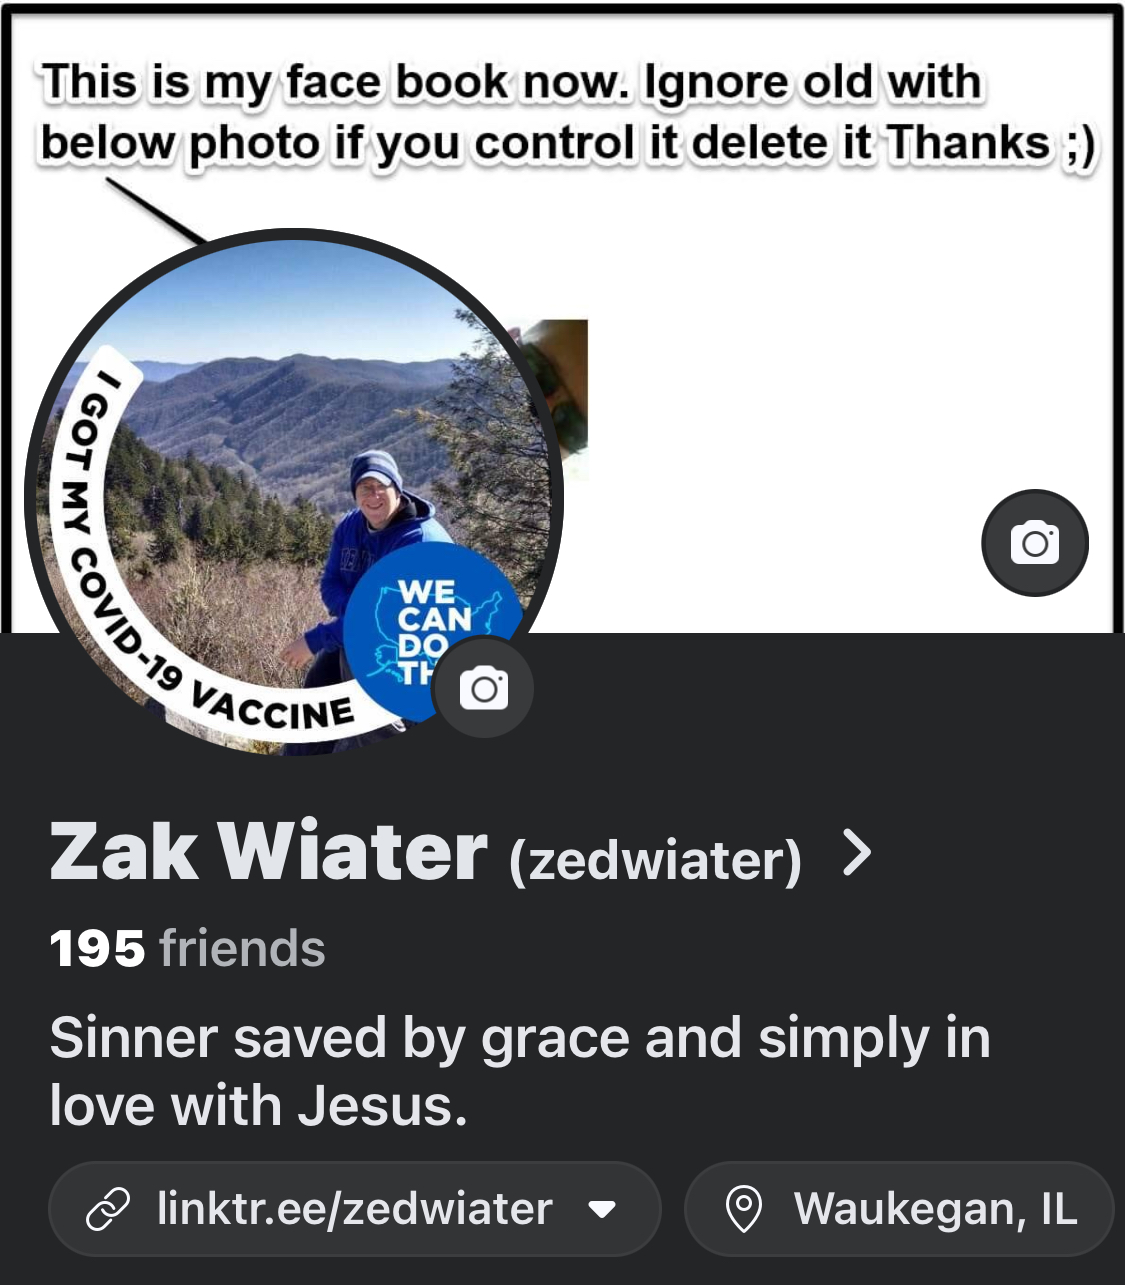 This is my face book now. Ignore old with
below photo if you control it delete it Thanks ;)
I GOT MY COVID-19 VACCINE
WE
CAN
DO
Zak Wiater (zedwiater)
195 friends
Sinner saved by grace and simply in
love with Jesus.
linktr.ee/zedwiater
Waukegan, IL